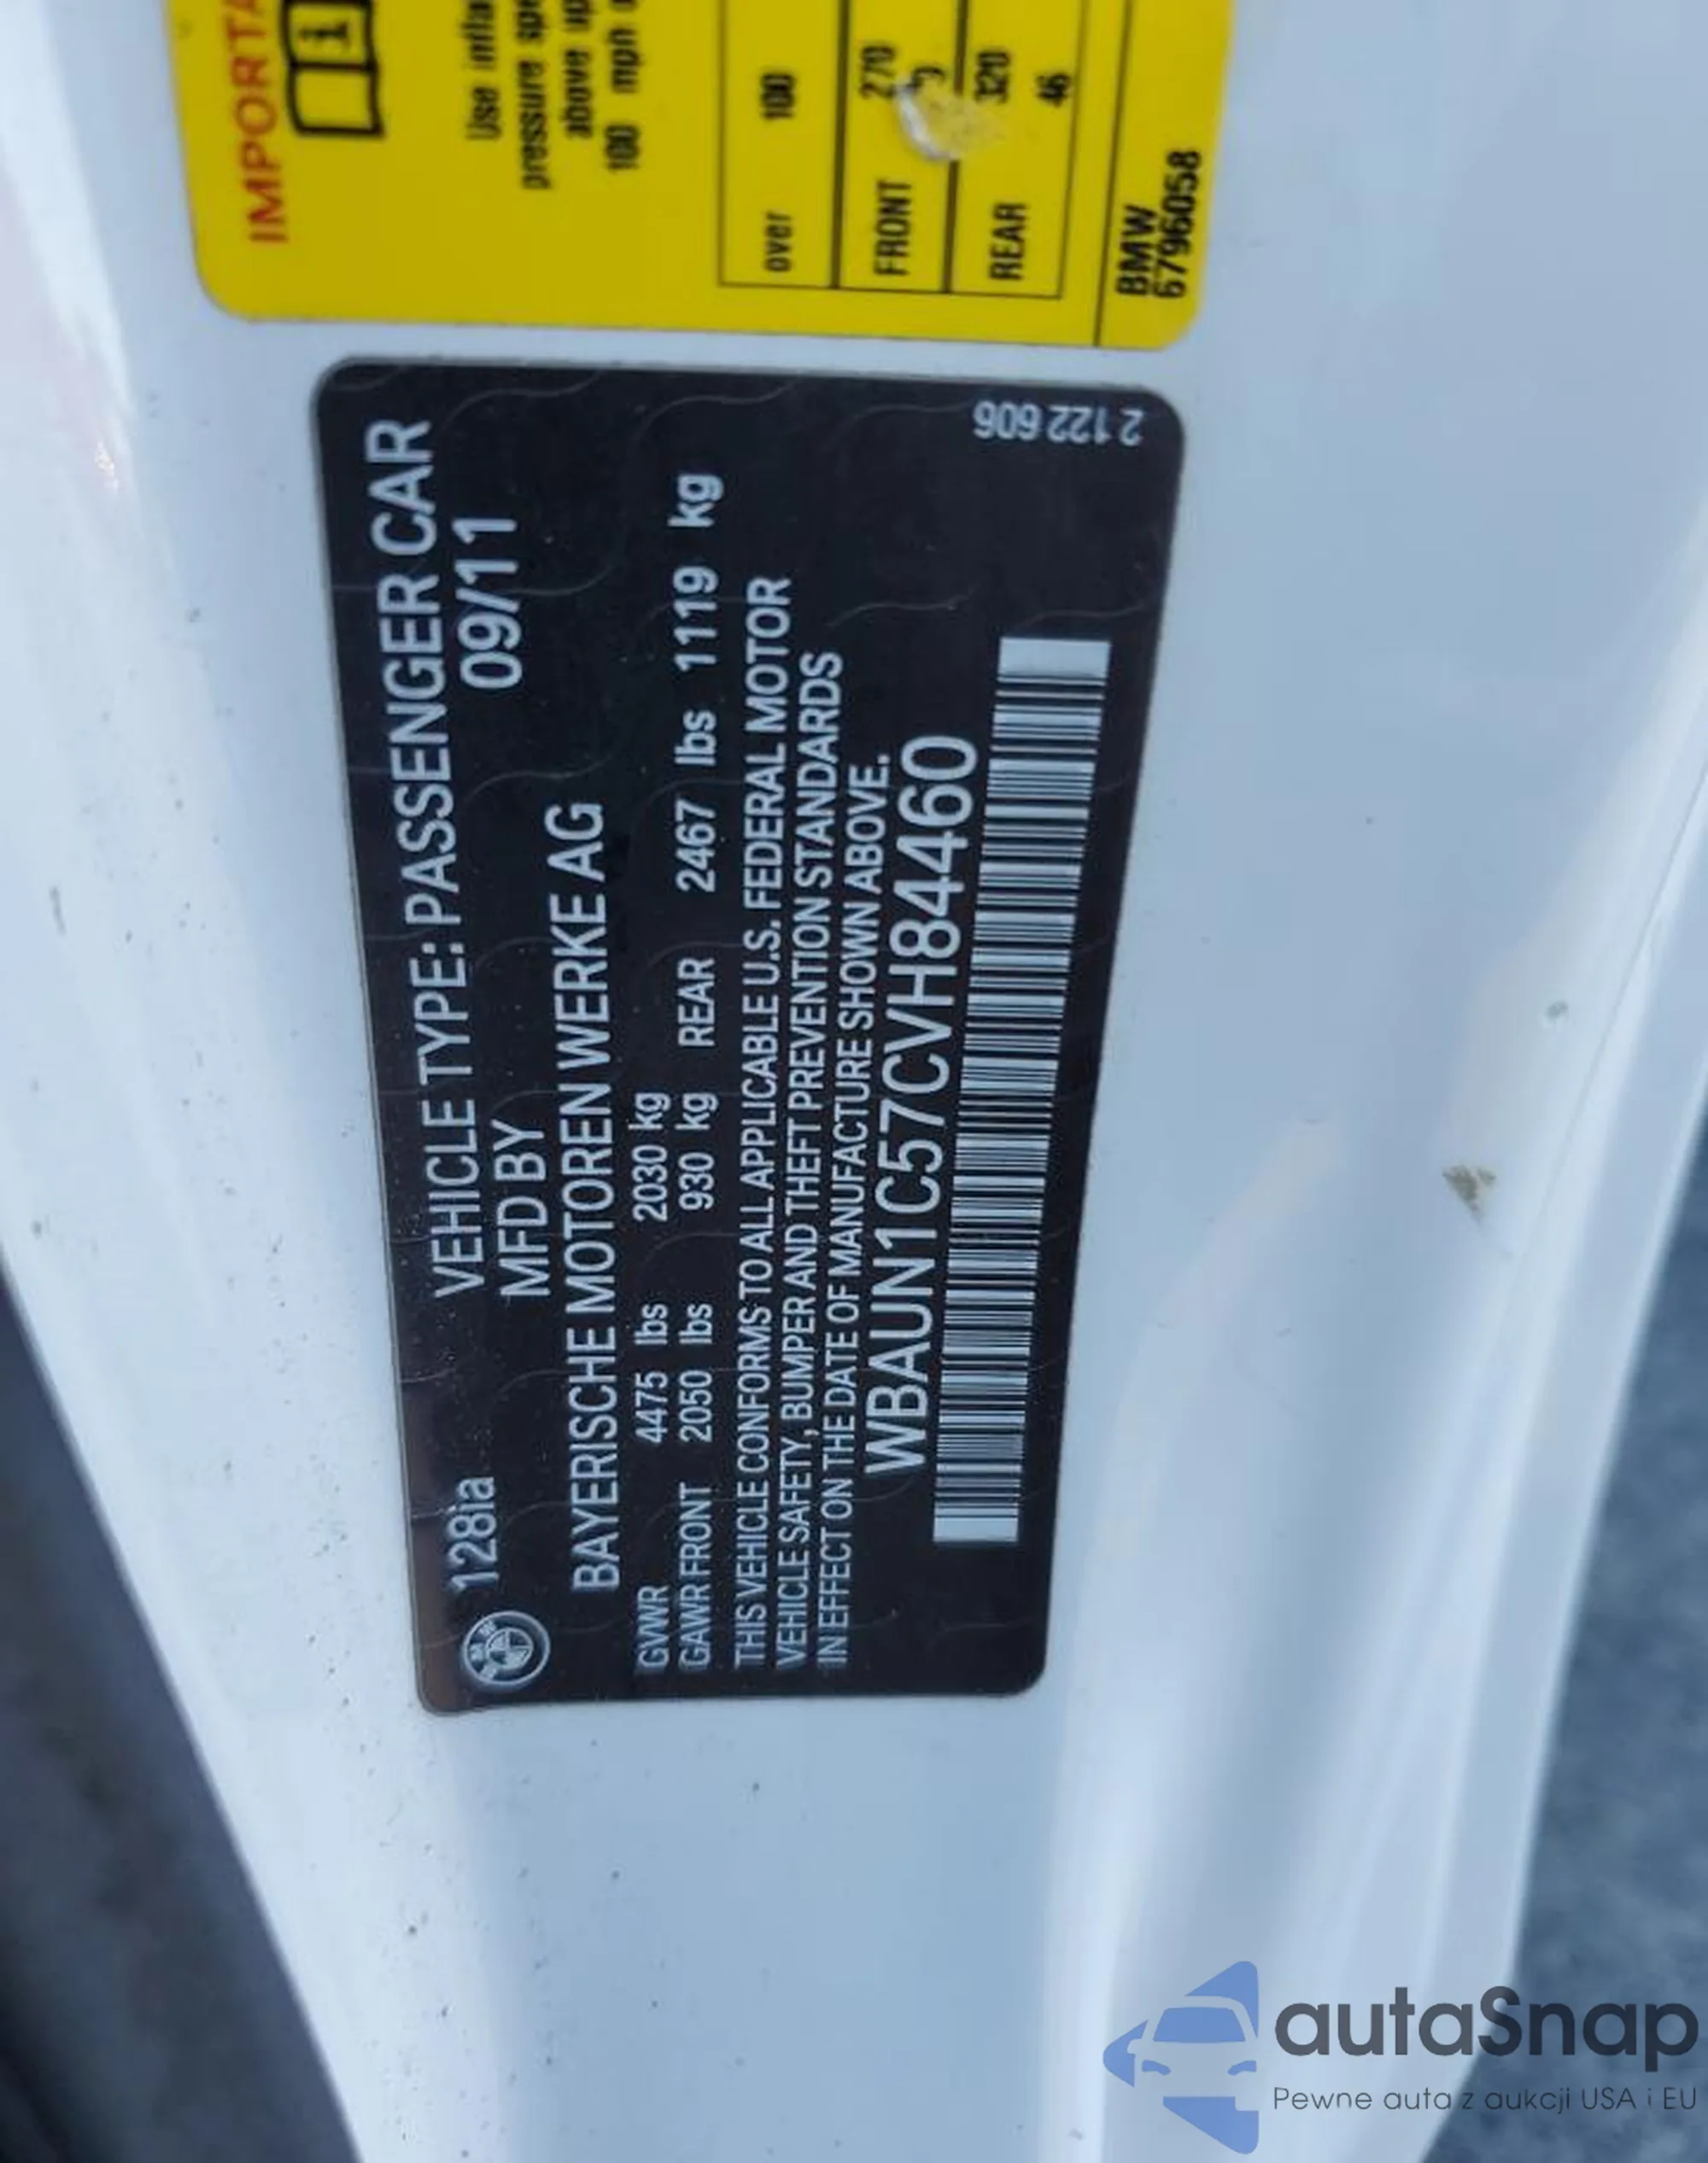 IMPORTA
i
Use infla
pressure spe
above up
100 mph
over 100
FRONT 270
REAR 320
46
BMW
6796058
2 122 606
128ia VEHICLE TYPE: PASSENGER CAR
MFD BY 09/11
BAYERISCHE MOTOREN WERKE AG
GVWR 4475 lbs 2030 kg
GAWR FRONT 2050 lbs 930 kg REAR 2467 lbs 1119 kg
THIS VEHICLE CONFORMS TO ALL APPLICABLE U.S. FEDERAL MOTOR
VEHICLE SAFETY, BUMPER AND THEFT PREVENTION STANDARDS
IN EFFECT ON THE DATE OF MANUFACTURE SHOWN ABOVE.
WBAUN1C57CVH84460
autaSnap
Pewne auta z aukcji USA i EU